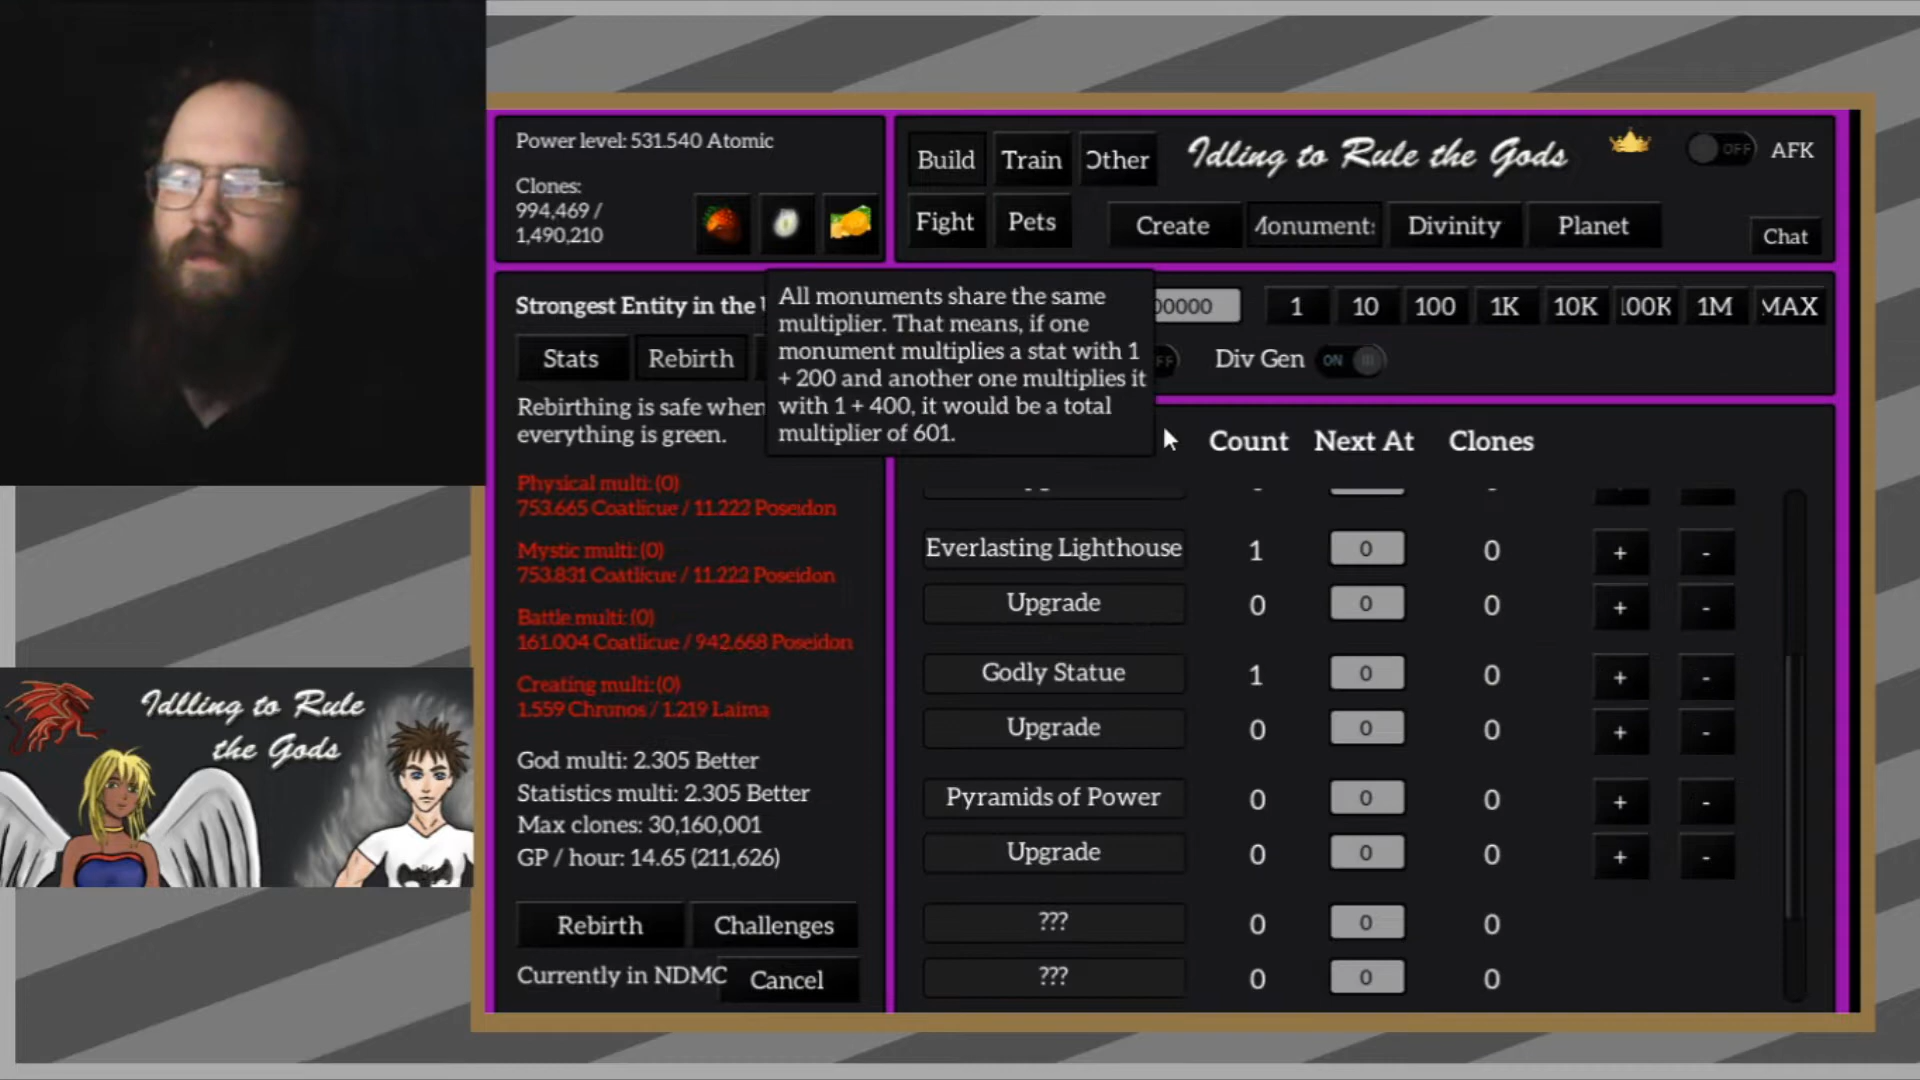 Power level: 531.540 Atomic
Clones:
994,469 /
1,490,210
Build
Train
Other
Idling to Rule the Gods
OFF
AFK
Fight
Pets
Create
Monument
Divinity
Planet
Chat
Strongest Entity in the
All monuments share the same
multiplier. That means, if one
monument multiplies a stat with 1
+ 200 and another one multiplies it
with 1 + 400, it would be a total
multiplier of 601.
00000
1
10
100
1K
10K
00K
1M
MAX
Stats
Rebirth
Div Gen
ON
Rebirthing is safe when
everything is green.
Count
Next At
Clones
Physical multi: (0)
753.665 Coatlicue / 11.222 Poseidon
Mystic multi: (0)
753.831 Coatlicue / 11.222 Poseidon
Battle multi: (0)
161.004 Coatlicue / 942.668 Poseidon
Creating multi: (0)
1.559 Chronos / 1.219 Laima
God multi: 2.305 Better
Statistics multi: 2.305 Better
Max clones: 30,160,001
GP / hour: 14.65 (211,626)
Rebirth
Challenges
Currently in NDMC
Cancel
Everlasting Lighthouse 1 0 0 + -
Upgrade 0 0 0 + -
Godly Statue 1 0 0 + -
Upgrade 0 0 0 + -
Pyramids of Power 0 0 0 + -
Upgrade 0 0 0 + -
??? 0 0 0
??? 0 0 0
Idlling to Rule
the Gods